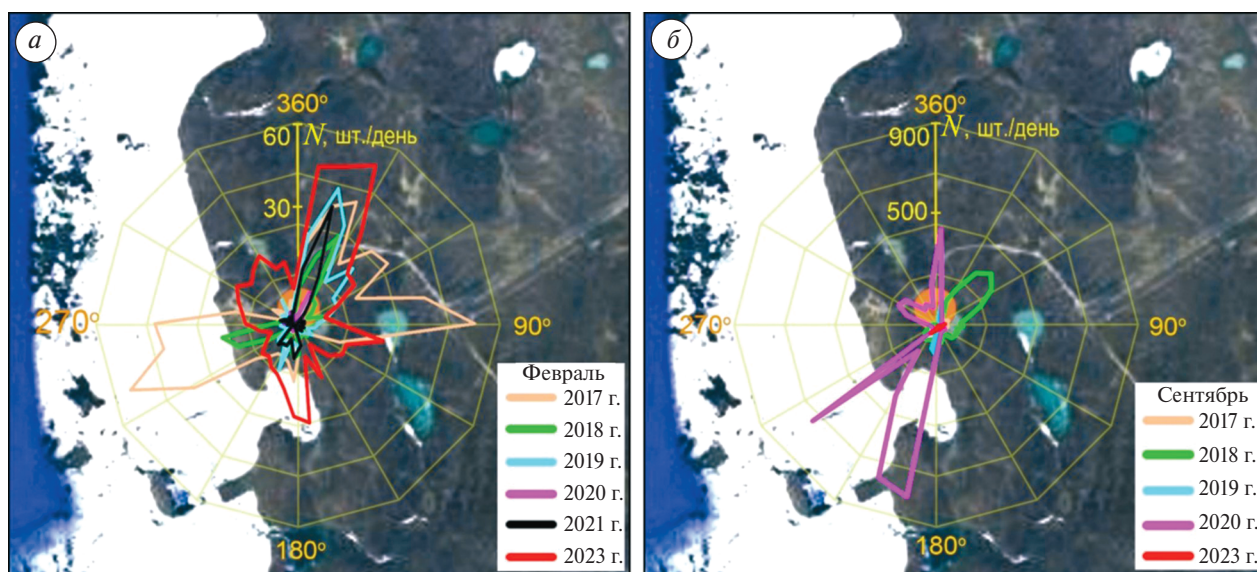 а
360°
60
N, шт./день
30
270°
90°
180°
Февраль
2017 г.
2018 г.
2019 г.
2020 г.
2021 г.
2023 г.
б
360°
900
N, шт./день
500
270°
90°
180°
Сентябрь
2017 г.
2018 г.
2019 г.
2020 г.
2023 г.